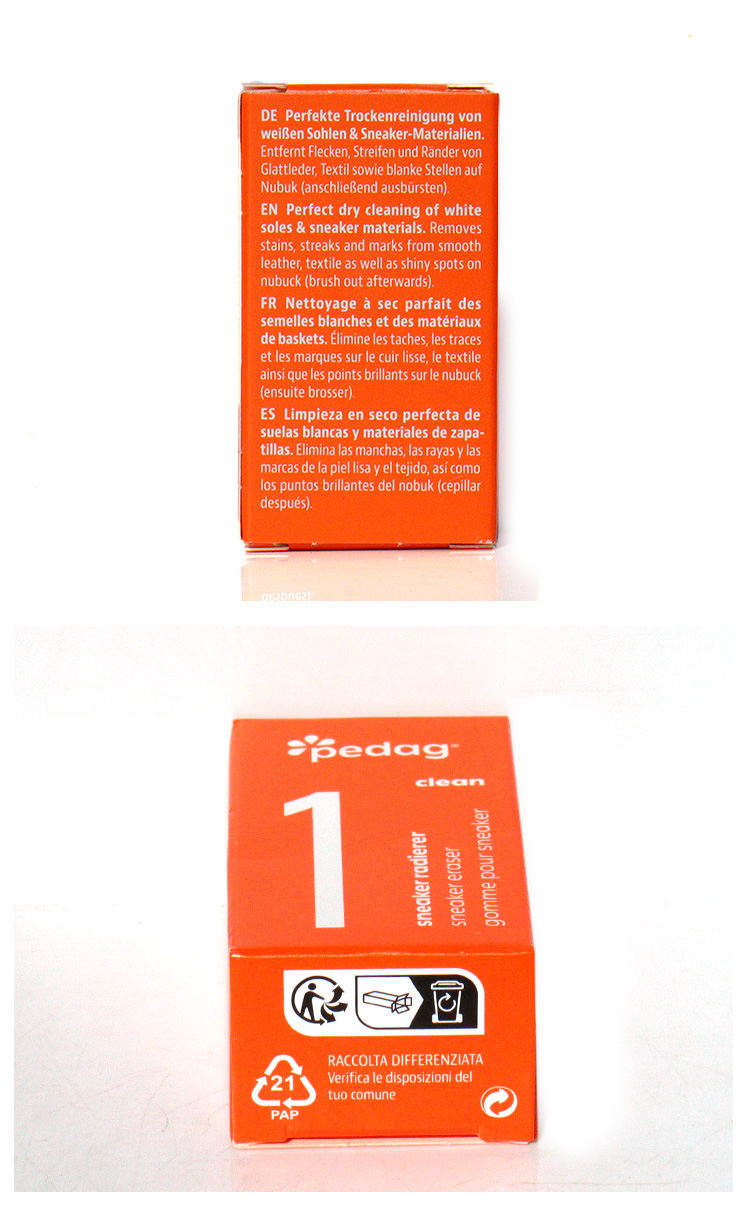 DE Perfekte Trockenreinigung von
weißen Sohlen & Sneaker-Materialien.
Entfernt Flecken, Streifen und Ränder von
Glattleder, Textil sowie blanke Stellen auf
Nubuk (anschließend ausbürsten).
EN Perfect dry cleaning of white
soles & sneaker materials. Removes
stains, streaks and marks from smooth
leather, textile as well as shiny spots on
nubuck (brush out afterwards).
FR Nettoyage à sec parfait des
semelles blanches et des matériaux
de baskets. Élimine les taches, les traces
et les marques sur le cuir lisse, le textile
ainsi que les points brillants sur le nubuck
(ensuite brosser).
ES Limpieza en seco perfecta de
suelas blancas y materiales de zapa-
tillas. Elimina las manchas, las rayas y las
marcas de la piel lisa y el tejido, así como
los puntos brillantes del nobuk (cepillar
después).
pedag®
clean
1
sneaker radierer
sneaker eraser
gomme pour sneaker
21
PAP
RACCOLTA DIFFERENZIATA
Verifica le disposizioni del
tuo comune